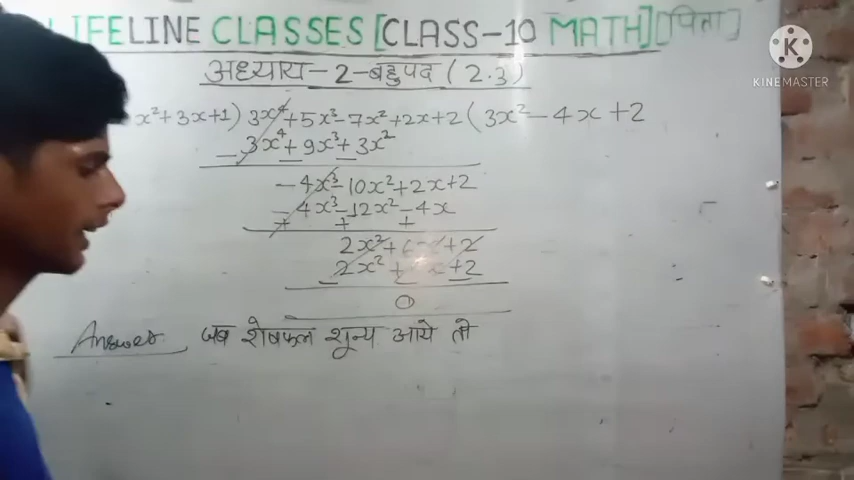 LIFELINE CLASSES [CLASS-10 MATH] [पिता]
KINEMASTER
अध्याय-2-बहुपद (2.3)
x²+3x+1) 3x⁴+5x³-7x²+2x+2 (3x²-4x+2
-3x⁴+9x³+3x²
-4x³-10x²+2x+2
-4x³-12x²-4x
+ + +
2x²+6x+2
2x²+6x+2
0
Answer जब शेषफल शून्य आये तो